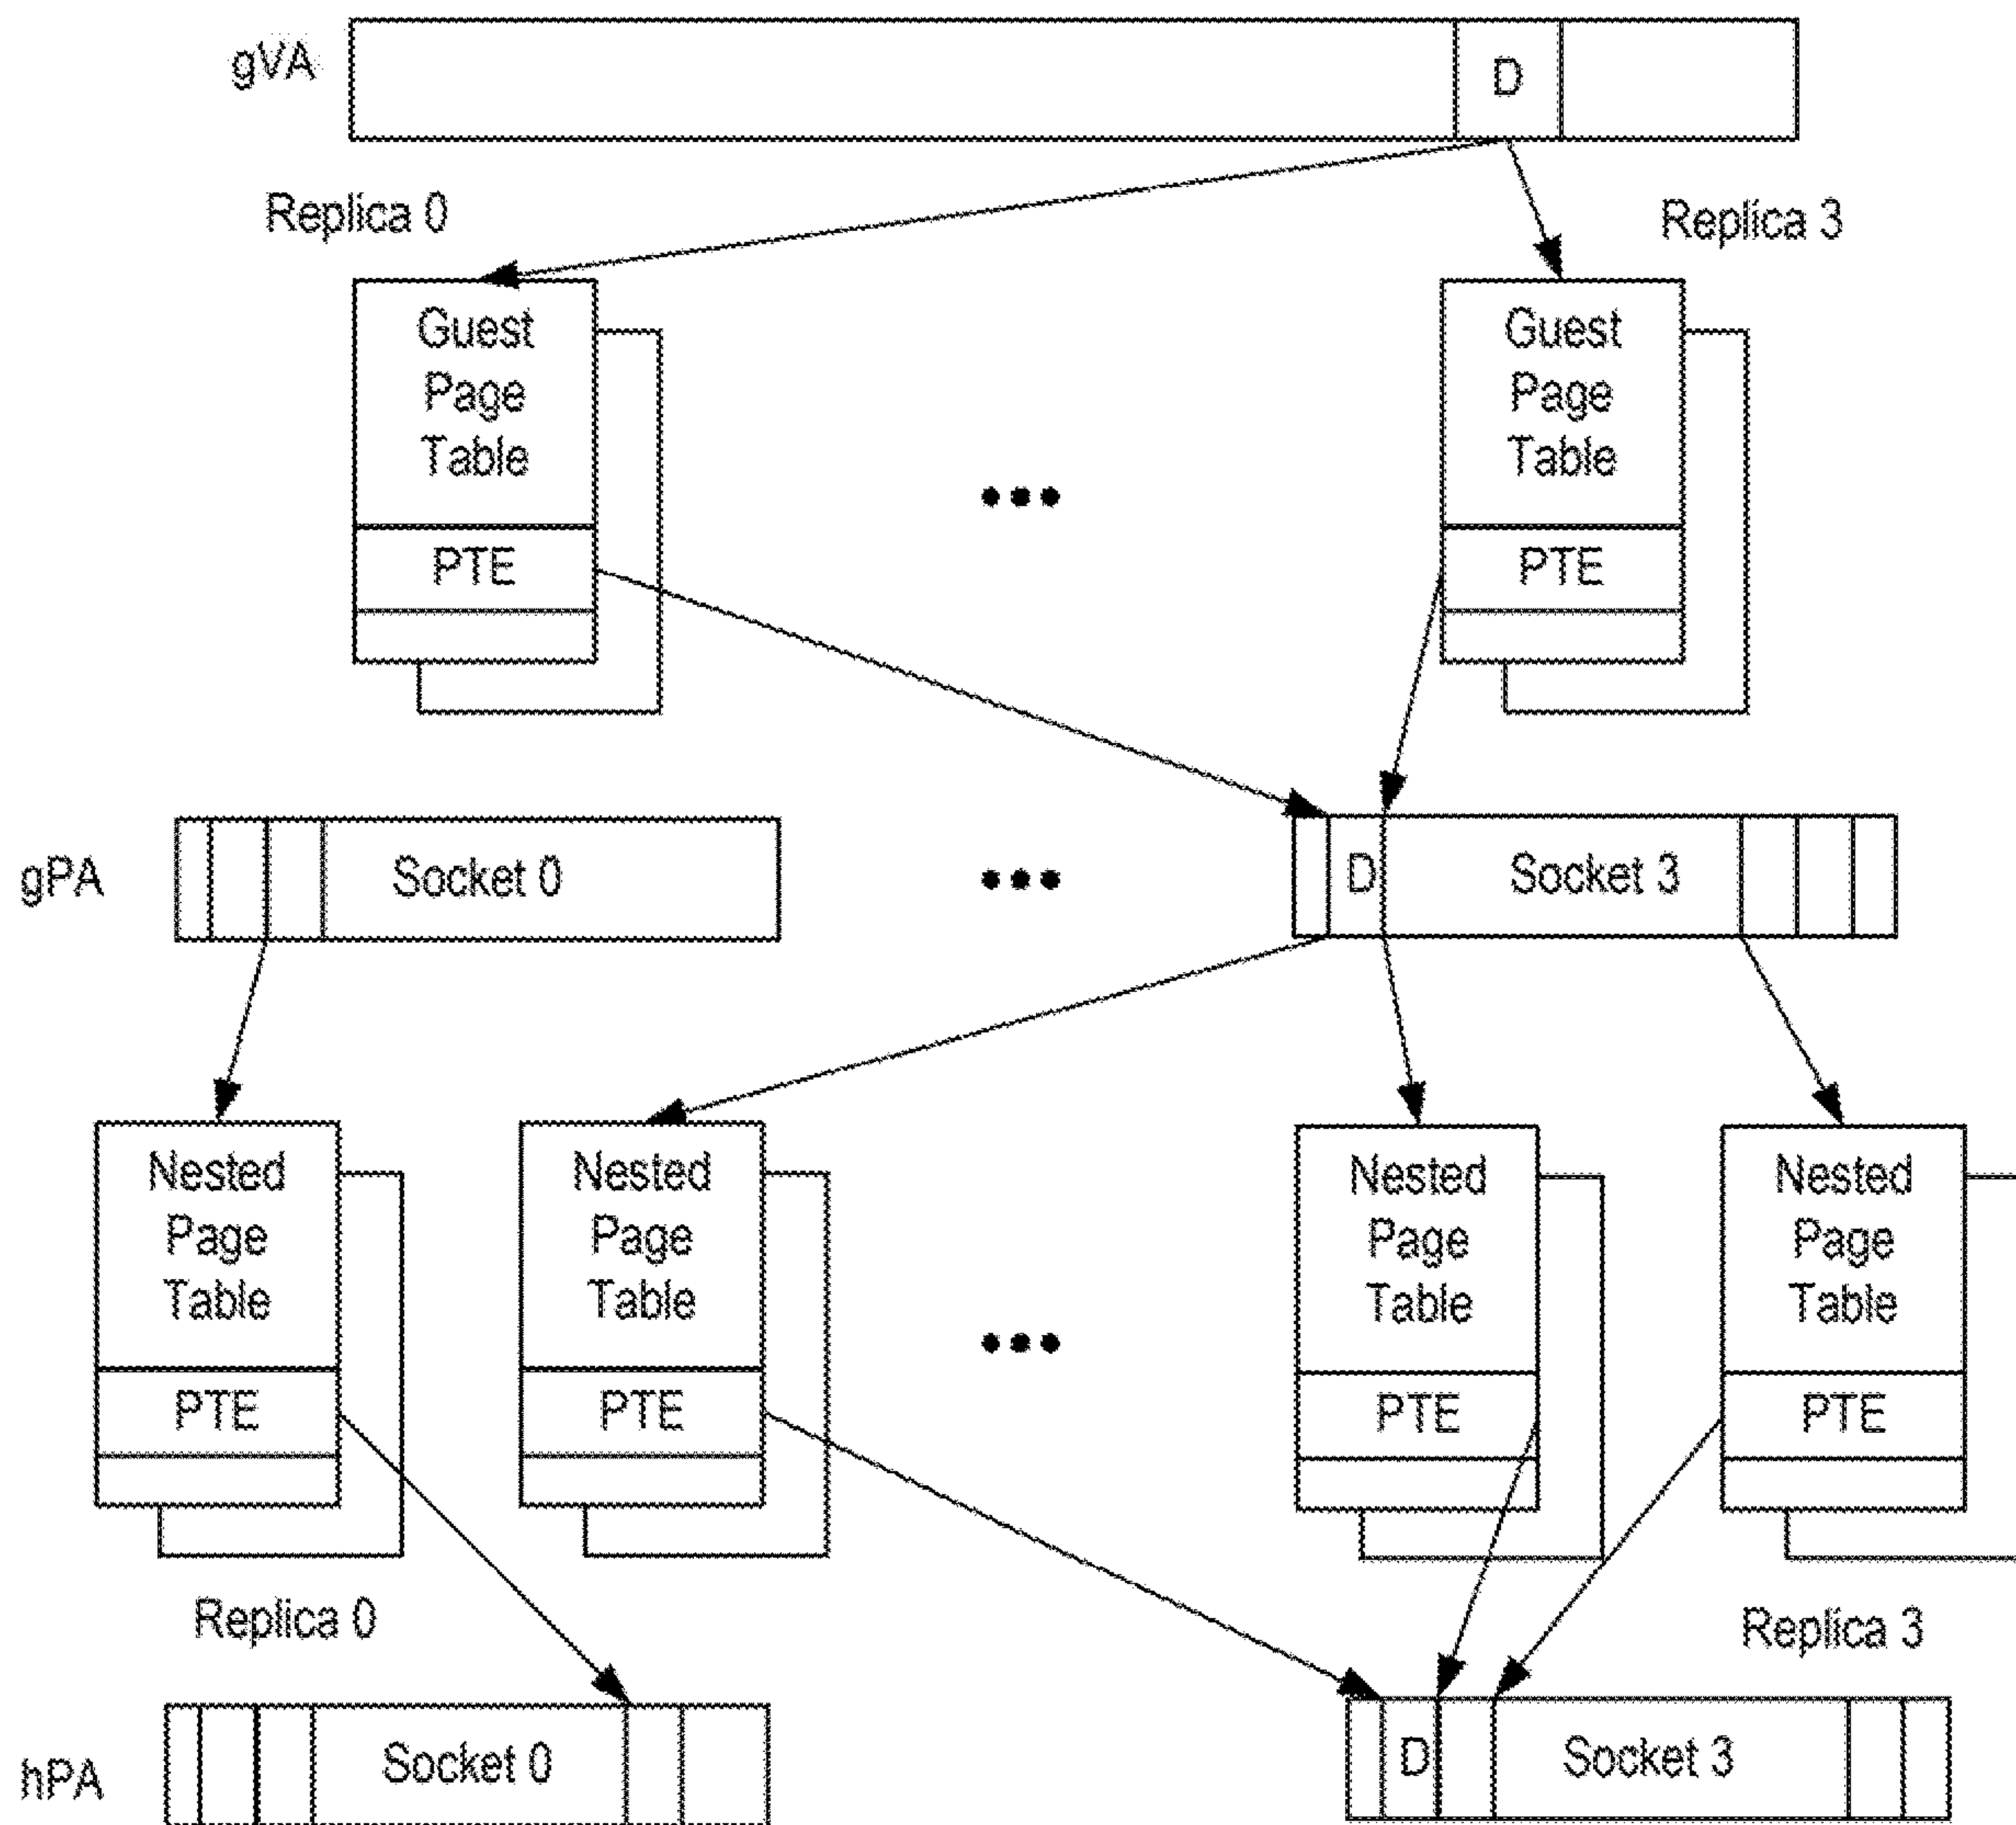 gVA
D
Replica 0
Replica 3
Guest
Page
Table
PTE
Guest
Page
Table
PTE
•••
gPA
Socket 0
•••
D
Socket 3
Nested
Page
Table
PTE
Nested
Page
Table
PTE
•••
Nested
Page
Table
PTE
Nested
Page
Table
PTE
Replica 0
Replica 3
hPA
Socket 0
D
Socket 3